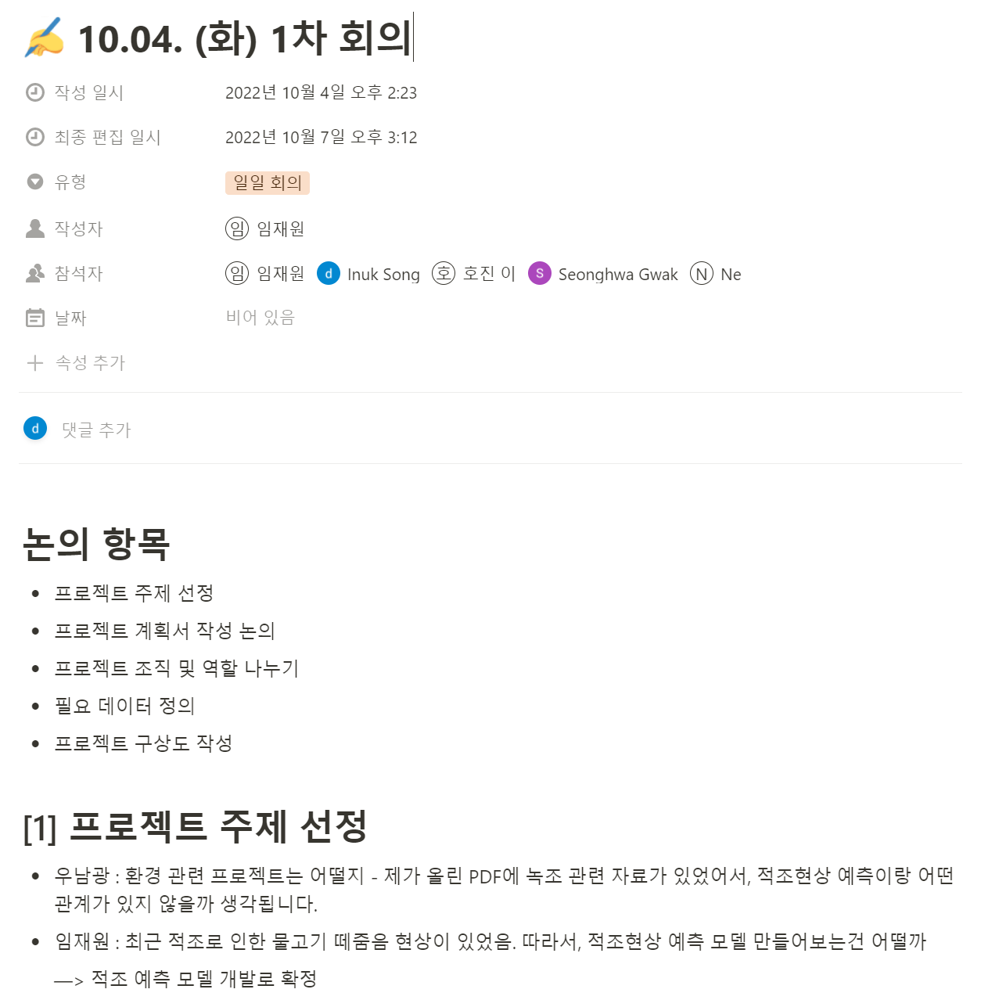 ✍️ 10.04. (화) 1차 회의
작성 일시 2022년 10월 4일 오후 2:23
최종 편집 일시 2022년 10월 7일 오후 3:12
유형 일일 회의
작성자 임 임재원
참석자 임 임재원 d Inuk Song 호 호진 이 S Seonghwa Gwak N Ne
날짜 비어 있음
속성 추가
d 댓글 추가
논의 항목
• 프로젝트 주제 선정
• 프로젝트 계획서 작성 논의
• 프로젝트 조직 및 역할 나누기
• 필요 데이터 정의
• 프로젝트 구상도 작성
[1] 프로젝트 주제 선정
• 우남광 : 환경 관련 프로젝트는 어떨지 - 제가 올린 PDF에 녹조 관련 자료가 있었어서, 적조현상 예측이랑 어떤
관계가 있지 않을까 생각됩니다.
• 임재원 : 최근 적조로 인한 물고기 떼줌음 현상이 있었음. 따라서, 적조현상 예측 모델 만들어보는건 어떨까
—> 적조 예측 모델 개발로 확정